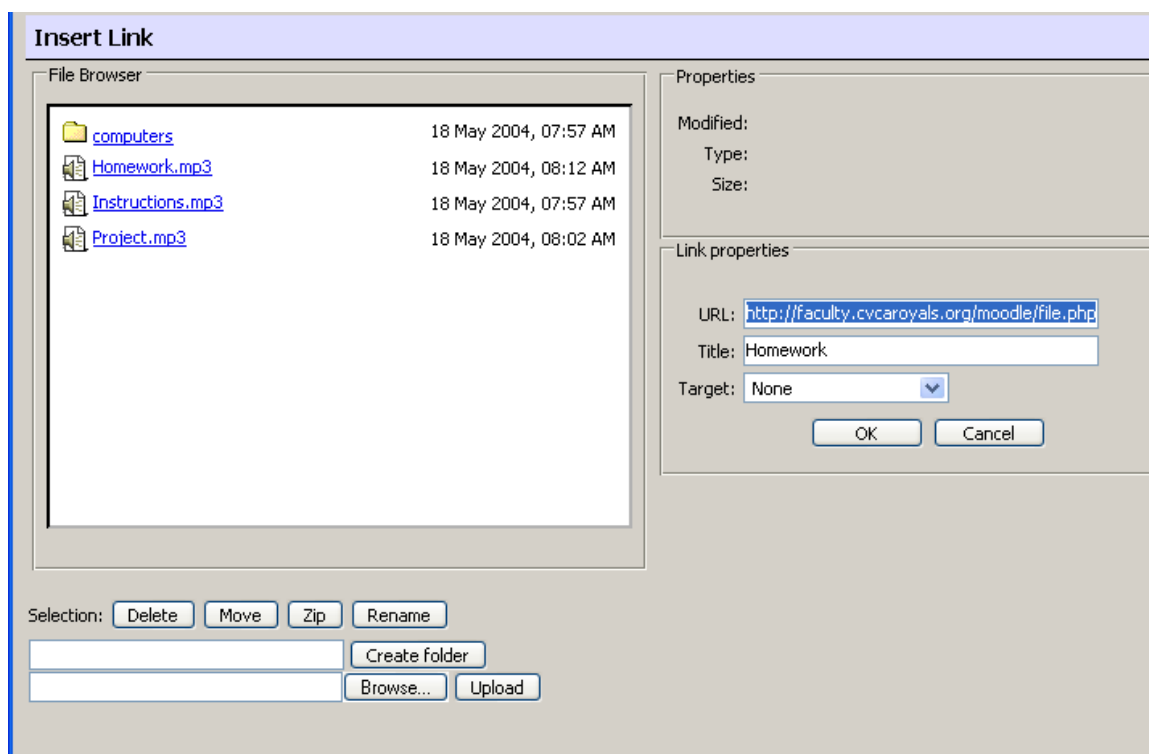 Insert Link
File Browser
computers 18 May 2004, 07:57 AM
Homework.mp3 18 May 2004, 08:12 AM
Instructions.mp3 18 May 2004, 07:57 AM
Project.mp3 18 May 2004, 08:02 AM
Properties
Modified:
Type:
Size:
Link properties
URL: http://faculty.cvcaroyals.org/moodle/file.php
Title: Homework
Target: None
OK Cancel
Selection: Delete Move Zip Rename
Create folder
Browse... Upload